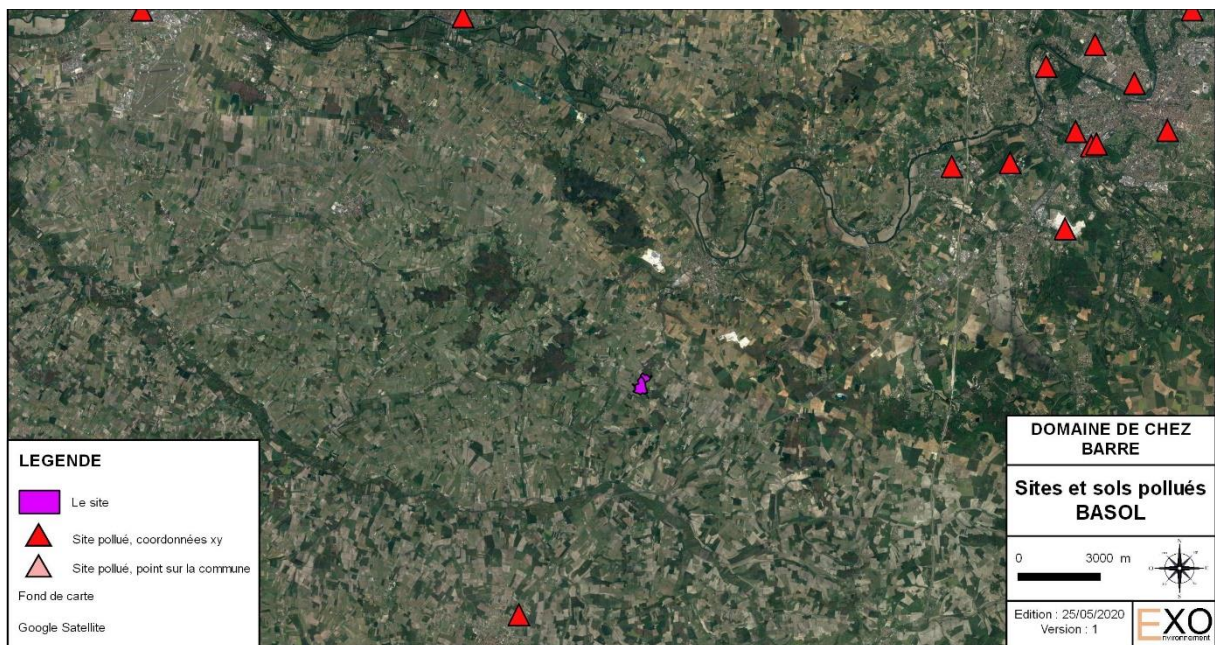 LEGENDE
Le site
Site pollué, coordonnées xy
Site pollué, point sur la commune
Fond de carte
Google Satellite
DOMAINE DE CHEZ
BARRE
Sites et sols pollués
BASOL
0 3000 m
N
O E
S
Edition : 25/05/2020
Version : 1
EXO
nvironnement